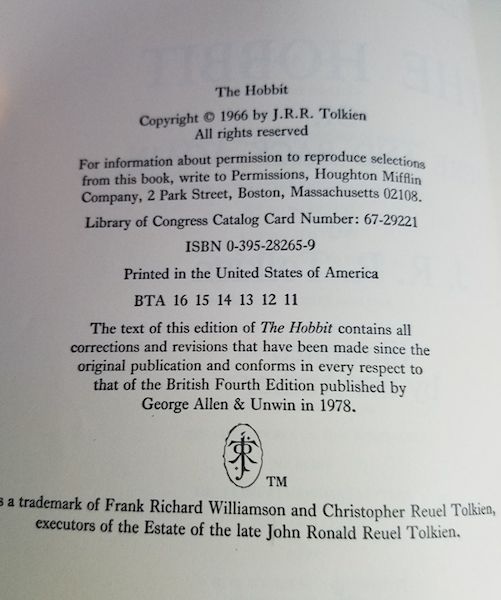 The Hobbit
Copyright © 1966 by J.R.R. Tolkien
All rights reserved
For information about permission to reproduce selections
from this book, write to Permissions, Houghton Mifflin
Company, 2 Park Street, Boston, Massachusetts 02108.
Library of Congress Catalog Card Number: 67-29221
ISBN 0-395-28265-9
Printed in the United States of America
BTA 16 15 14 13 12 11
The text of this edition of The Hobbit contains all
corrections and revisions that have been made since the
original publication and conforms in every respect to
that of the British Fourth Edition published by
George Allen & Unwin in 1978.
TM
s a trademark of Frank Richard Williamson and Christopher Reuel Tolkien,
executors of the Estate of the late John Ronald Reuel Tolkien.